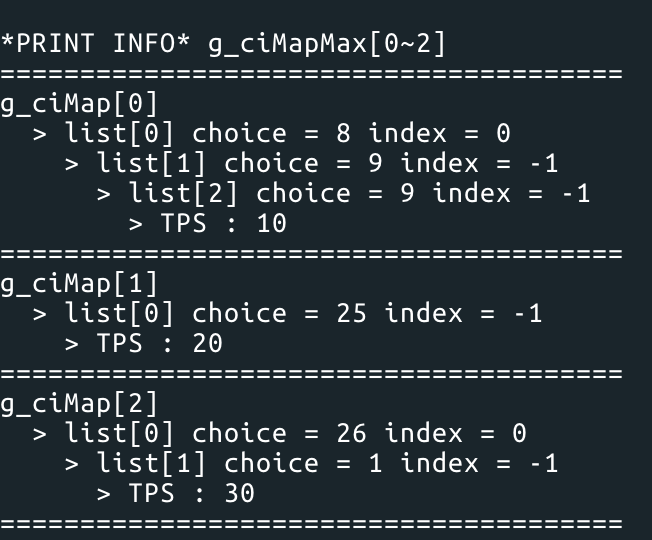 *PRINT INFO* g_ciMapMax[0~2]
=======================================
g_ciMap[0]
  > list[0] choice = 8 index = 0
    > list[1] choice = 9 index = -1
      > list[2] choice = 9 index = -1
        > TPS : 10
=======================================
g_ciMap[1]
  > list[0] choice = 25 index = -1
    > TPS : 20
=======================================
g_ciMap[2]
  > list[0] choice = 26 index = 0
    > list[1] choice = 1 index = -1
      > TPS : 30
=======================================